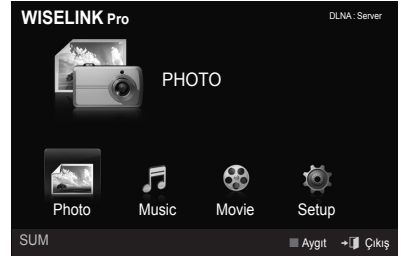 WISELINK Pro
DLNA : Server
PHOTO
Photo Music Movie Setup
SUM Aygıt Çıkış